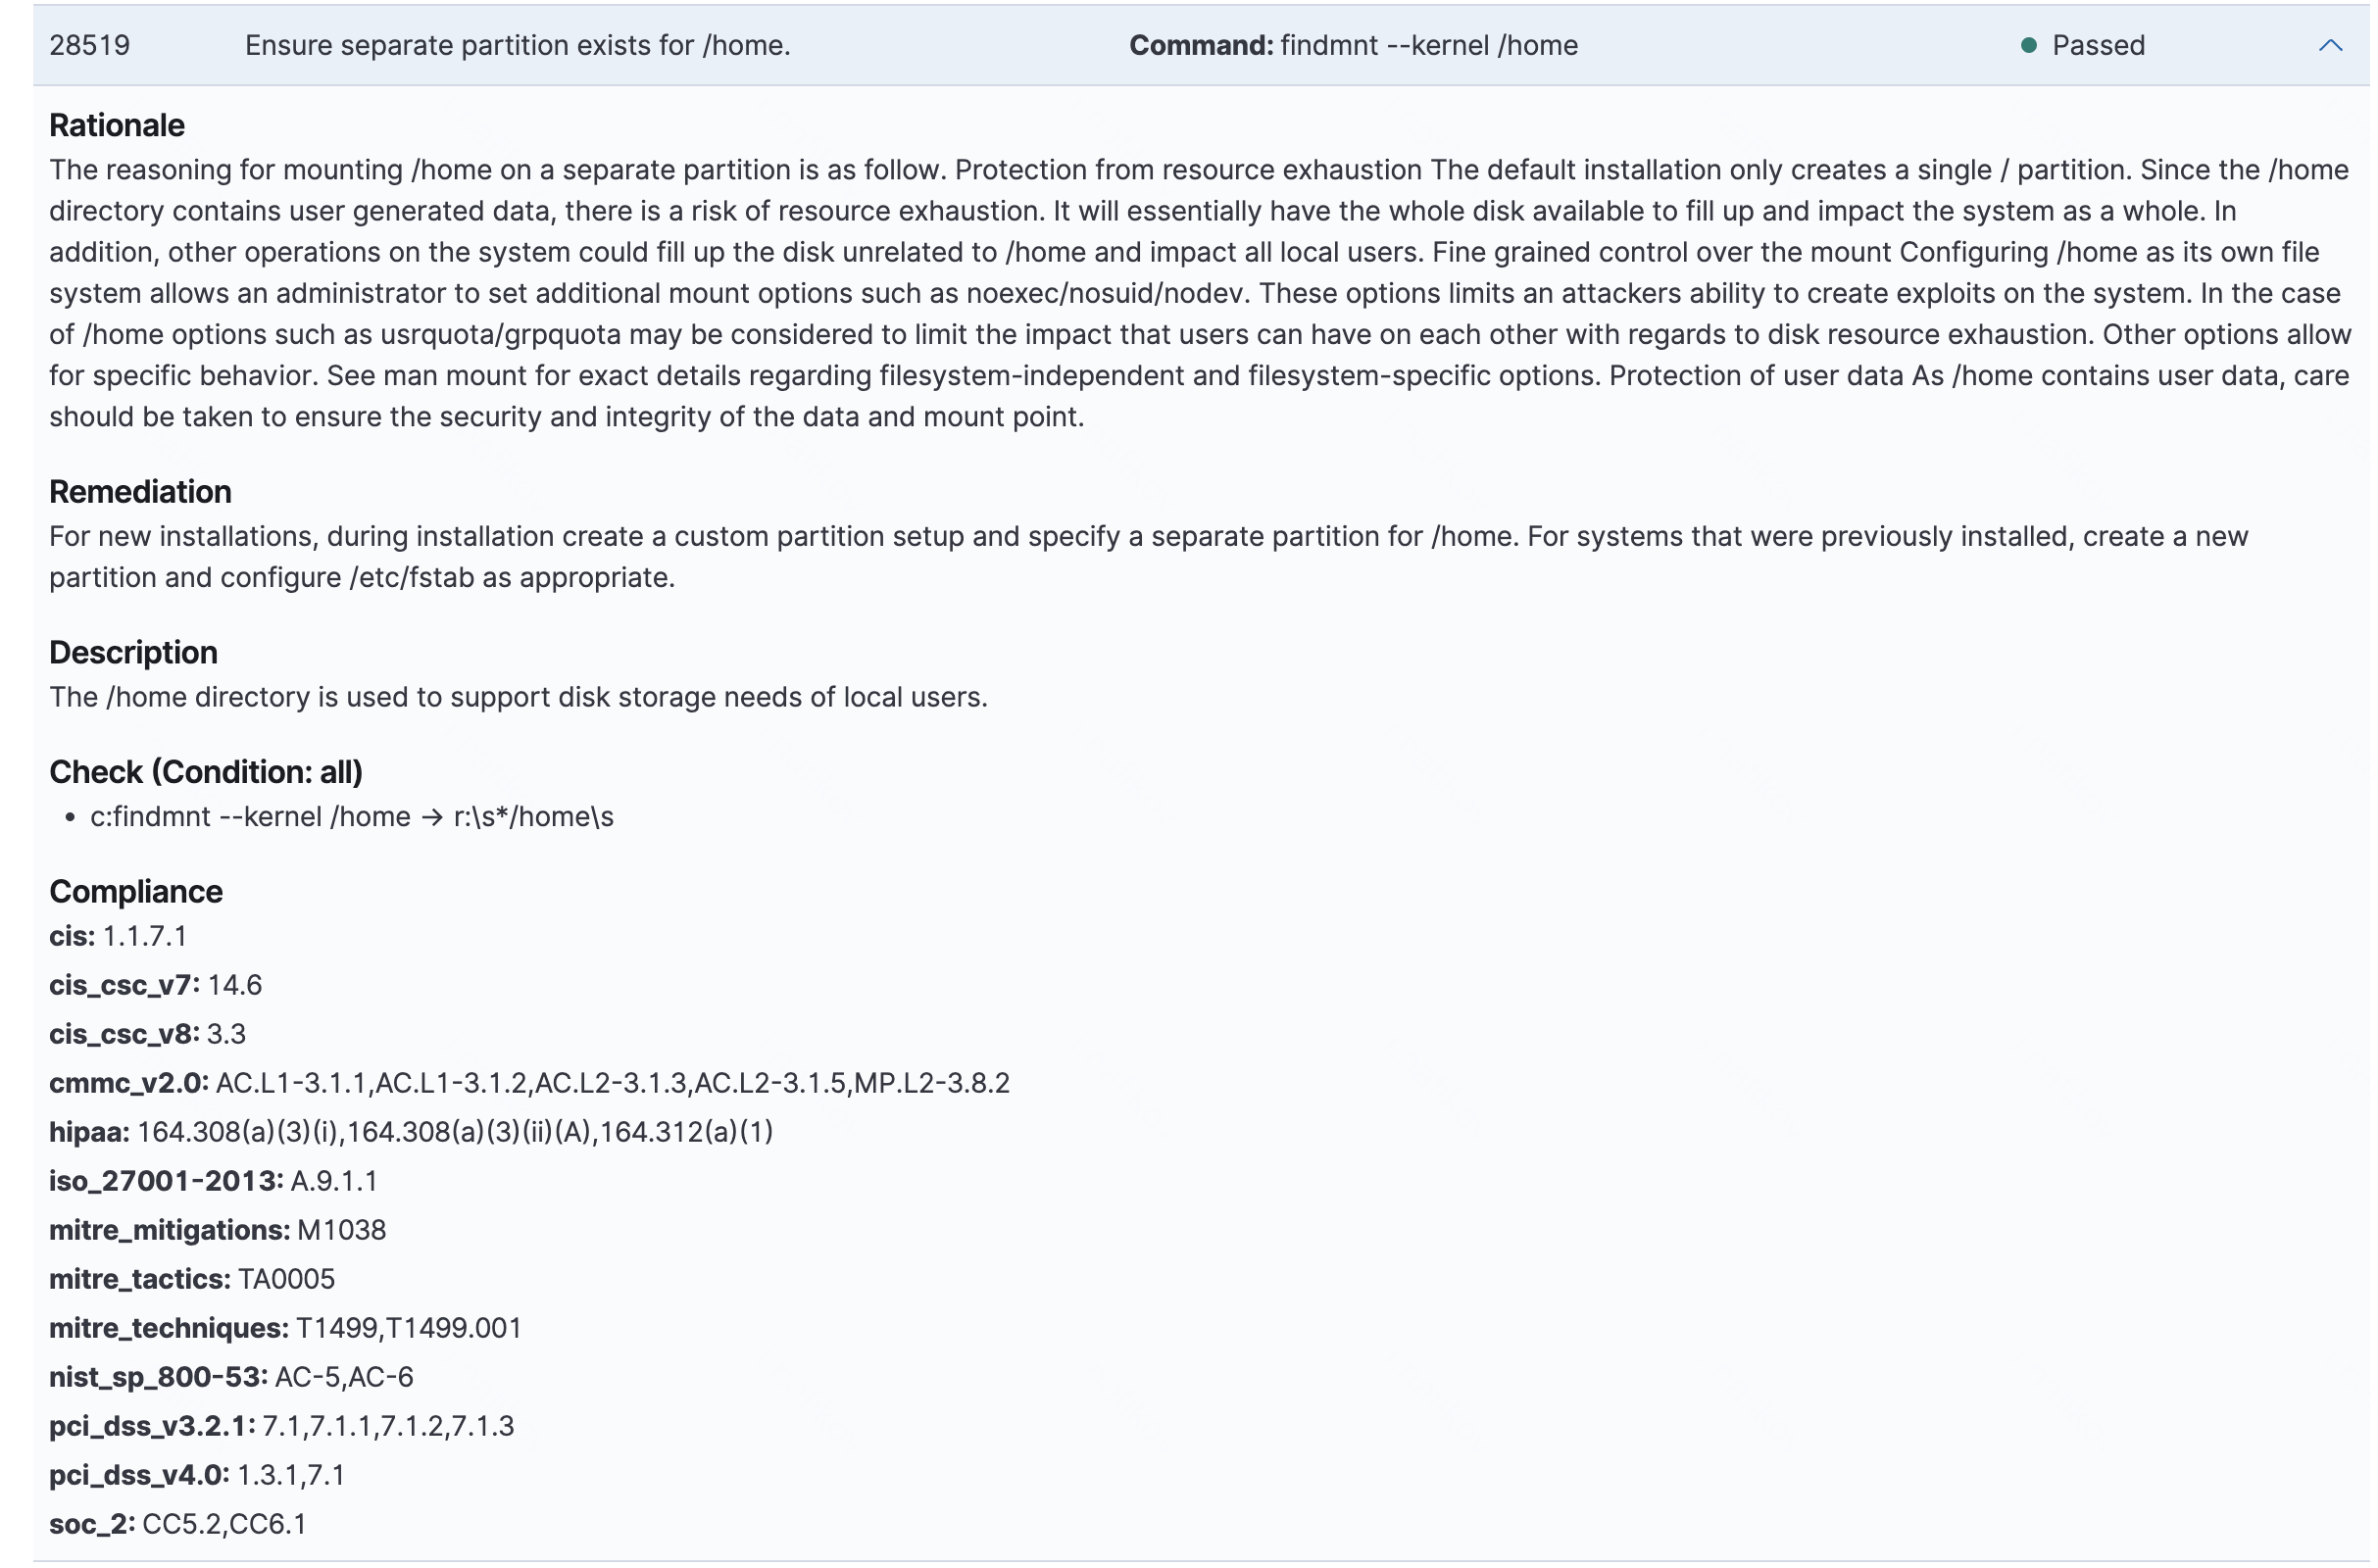 28519 Ensure separate partition exists for /home. Command: findmnt --kernel /home Passed
Rationale
The reasoning for mounting /home on a separate partition is as follow. Protection from resource exhaustion The default installation only creates a single / partition. Since the /home
directory contains user generated data, there is a risk of resource exhaustion. It will essentially have the whole disk available to fill up and impact the system as a whole. In
addition, other operations on the system could fill up the disk unrelated to /home and impact all local users. Fine grained control over the mount Configuring /home as its own file
system allows an administrator to set additional mount options such as noexec/nosuid/nodev. These options limits an attackers ability to create exploits on the system. In the case
of /home options such as usrquota/grpquota may be considered to limit the impact that users can have on each other with regards to disk resource exhaustion. Other options allow
for specific behavior. See man mount for exact details regarding filesystem-independent and filesystem-specific options. Protection of user data As /home contains user data, care
should be taken to ensure the security and integrity of the data and mount point.
Remediation
For new installations, during installation create a custom partition setup and specify a separate partition for /home. For systems that were previously installed, create a new
partition and configure /etc/fstab as appropriate.
Description
The /home directory is used to support disk storage needs of local users.
Check (Condition: all)
• c:findmnt --kernel /home → r:\s*/home\s
Compliance
cis: 1.1.7.1
cis_csc_v7: 14.6
cis_csc_v8: 3.3
cmmc_v2.0: AC.L1-3.1.1,AC.L1-3.1.2,AC.L2-3.1.3,AC.L2-3.1.5,MP.L2-3.8.2
hipaa: 164.308(a)(3)(i),164.308(a)(3)(ii)(A),164.312(a)(1)
iso_27001-2013: A.9.1.1
mitre_mitigations: M1038
mitre_tactics: TA0005
mitre_techniques: T1499,T1499.001
nist_sp_800-53: AC-5,AC-6
pci_dss_v3.2.1: 7.1,7.1.1,7.1.2,7.1.3
pci_dss_v4.0: 1.3.1,7.1
soc_2: CC5.2,CC6.1